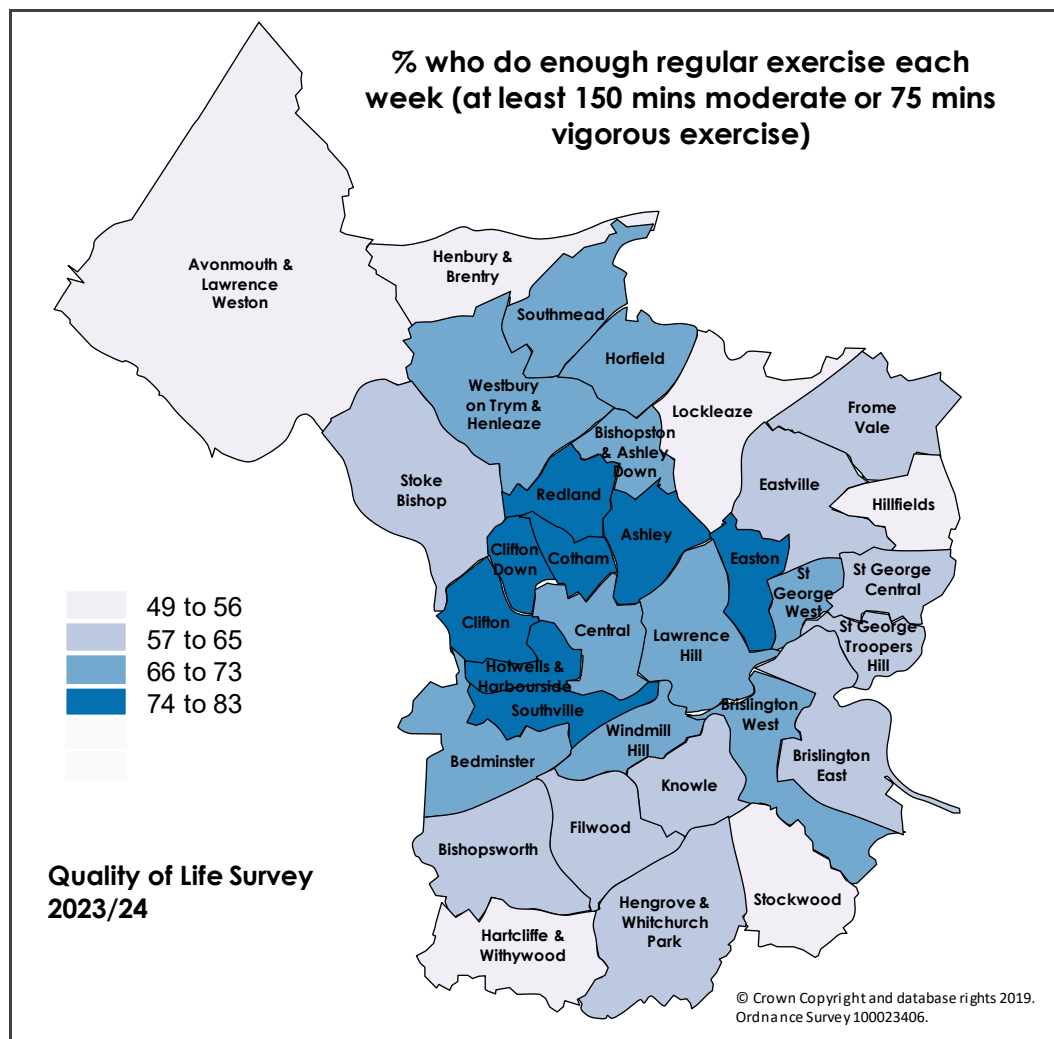 % who do enough regular exercise each
week (at least 150 mins moderate or 75 mins
vigorous exercise)
Avonmouth &
Lawrence
Weston
Henbury &
Brentry
Southmead
Horfield
Westbury
on Trym &
Henleaze
Lockleaze
Frome
Vale
Bishopston
& Ashley
Down
Stoke
Bishop
Redland
Eastville
Hillfields
Ashley
Clifton
Down
Cotham
Easton
St
George
West
St George
Central
Clifton
Central
Lawrence
Hill
St George
Troopers
Hill
Hotwells &
Harbourside
Southville
Brislington
West
Windmill
Hill
Bedminster
Brislington
East
Knowle
Filwood
Bishopsworth
Stockwood
Hengrove &
Whitchurch
Park
Hartcliffe &
Withywood
49 to 56
57 to 65
66 to 73
74 to 83
Quality of Life Survey
2023/24
© Crown Copyright and database rights 2019.
Ordnance Survey 100023406.